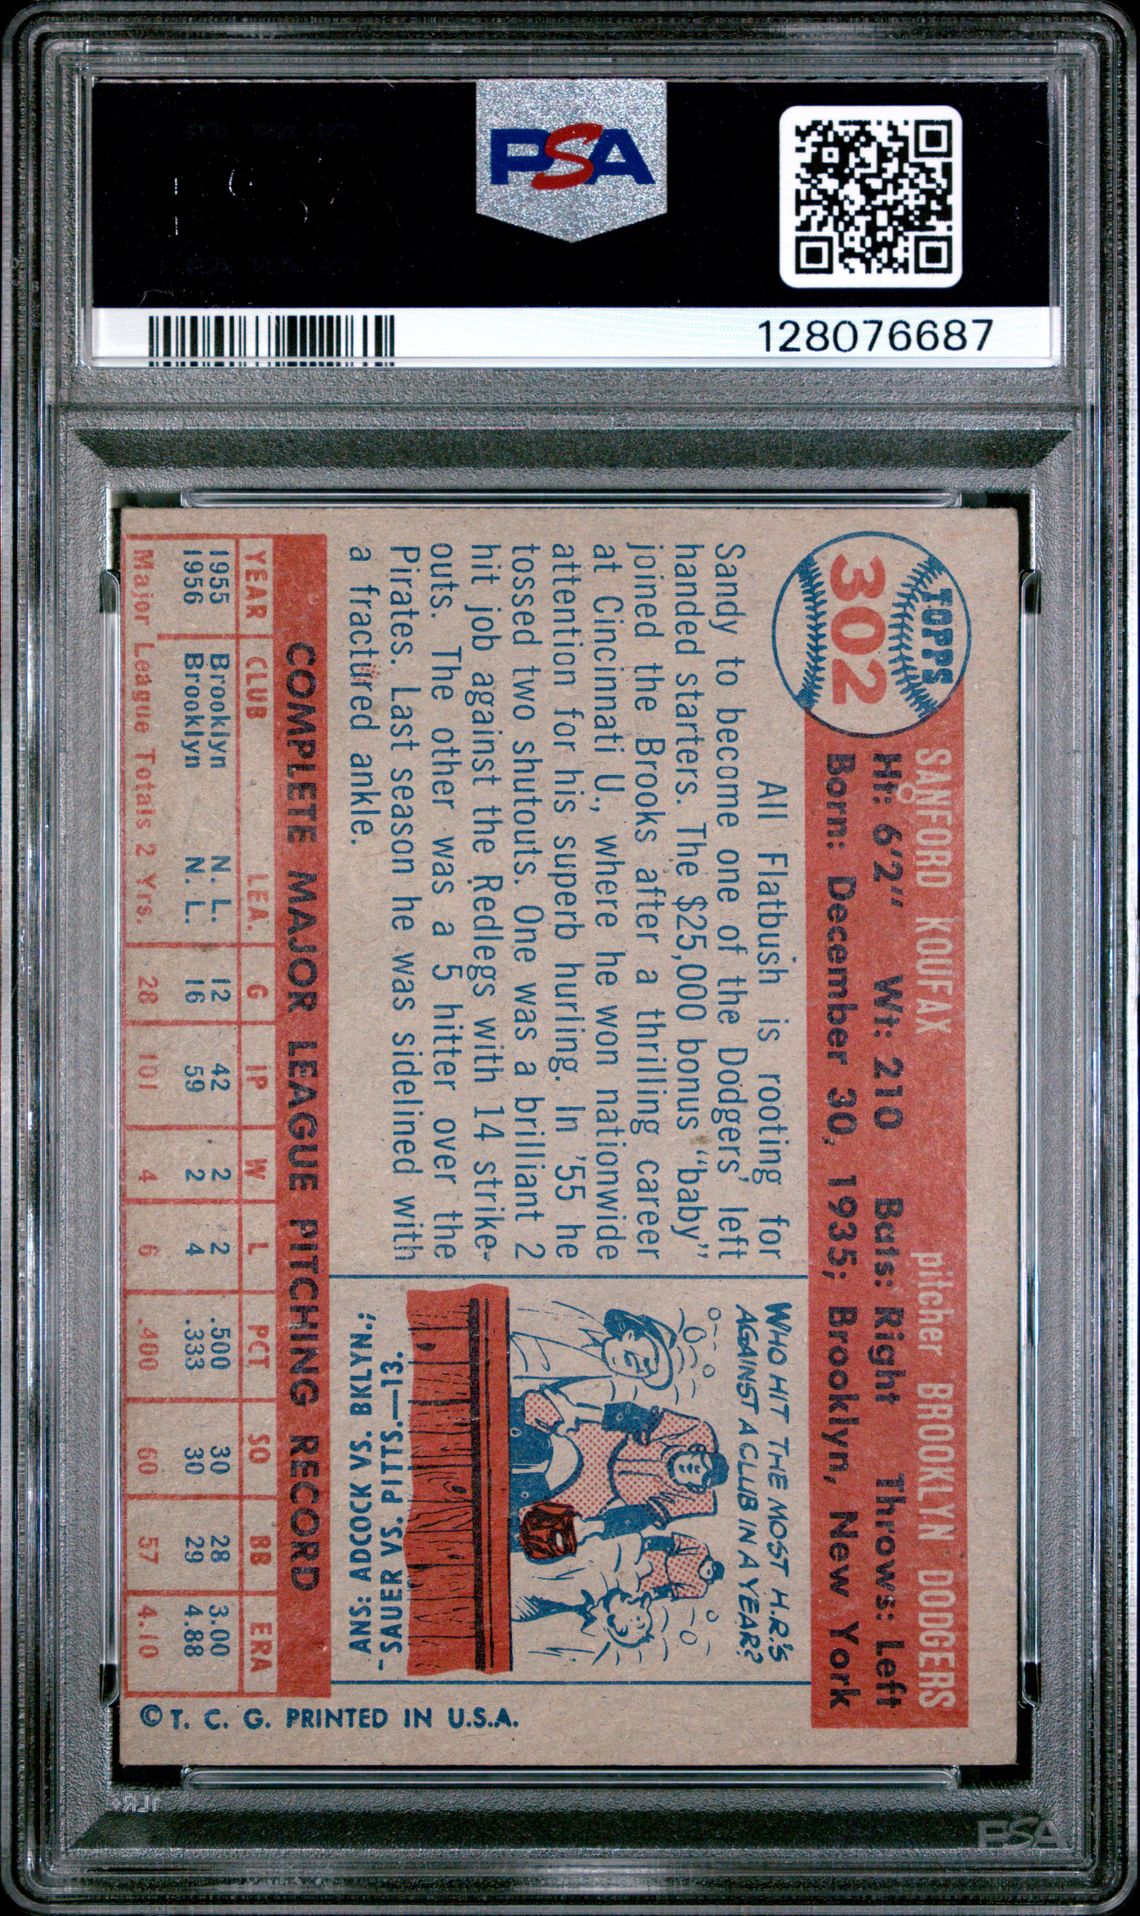 PSA
128076687
TOPPS
302
SANFORD KOUFAX pitcher BROOKLYN DODGERS
Ht: 6'2" Wt: 210 Bats: Right Throws: Left
Born: December 30, 1935; Brooklyn, New York
All Flatbush is rooting for
Sandy to become one of the Dodgers' left
handed starters. The $25,000 bonus "baby"
joined the Brooks after a thrilling career
at Cincinnati U., where he won nationwide
attention for his superb hurling. In '55 he
tossed two shutouts. One was a brilliant 2
hit job against the Redlegs with 14 strike-
outs. The other was a 5 hitter over the
Pirates. Last season he was sidelined with
a fractured ankle.
WHO HIT THE MOST H.R.'S
AGAINST A CLUB IN A YEAR?
ANS: ADCOCK VS. BKLYN.;
SAUER VS. PITTS.—13.
COMPLETE MAJOR LEAGUE PITCHING RECORD
YEAR CLUB LEA. G IP W L PCT SO BB ERA
1955 Brooklyn N. L. 12 42 2 2 .500 30 28 3.00
1956 Brooklyn N. L. 16 59 2 4 .333 30 29 4.88
Major League Totals 2 Yrs. 28 101 4 6 .400 60 57 4.10
© T. C. G. PRINTED IN U.S.A.
PSA